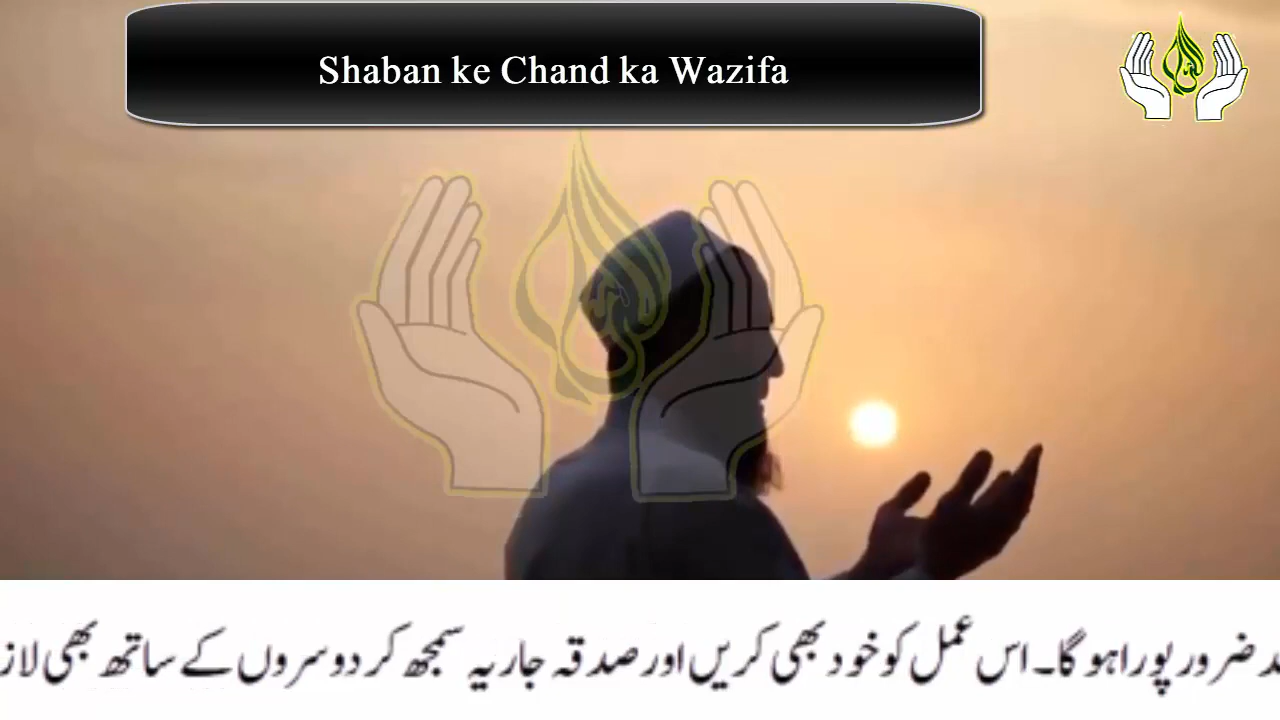 Shaban ke Chand ka Wazifa
ضرور پورا ہو گا۔ اس عمل کو خود بھی کریں اور صدقہ جاریہ سمجھ کر دوسروں کے ساتھ بھی